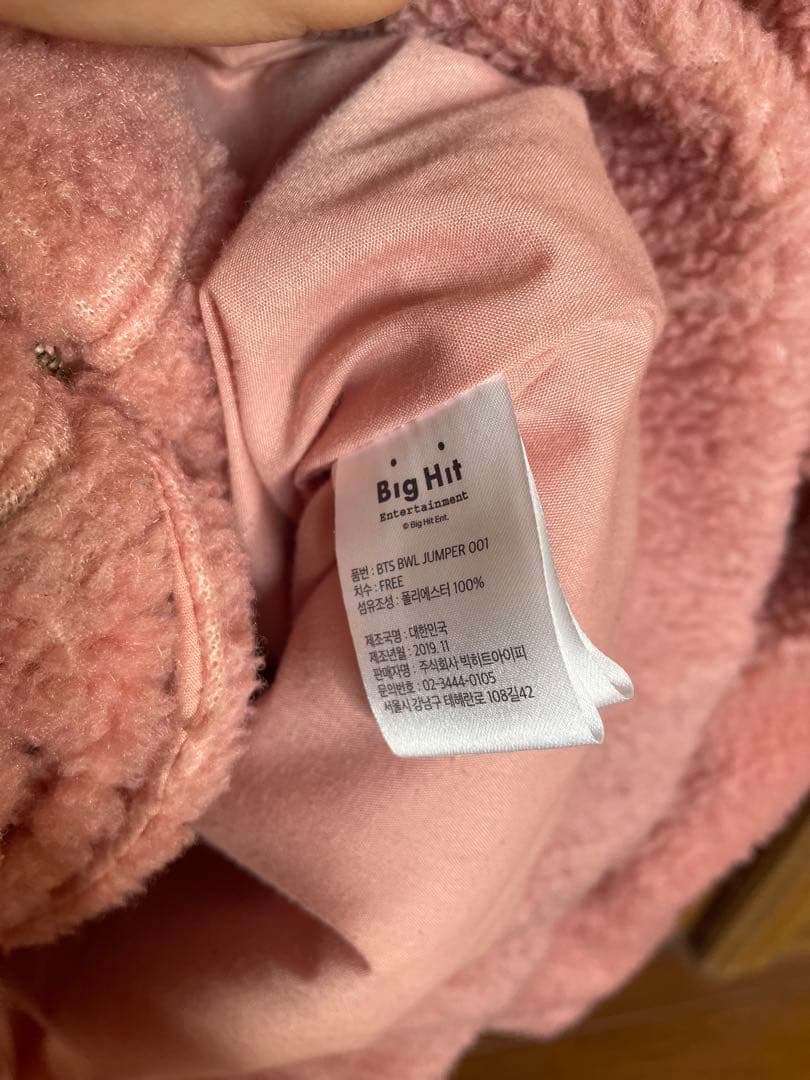 Big Hit
Entertainment
© Big Hit Ent.
품번 : BTS BWL JUMPER 001
치수 : FREE
섬유조성 : 폴리에스터 100%
제조국명 : 대한민국
제조년월 : 2019. 11
판매자명 : 주식회사 빅히트아이피
문의번호 : 02-3444-0105
서울시 강남구 테헤란로 108길42